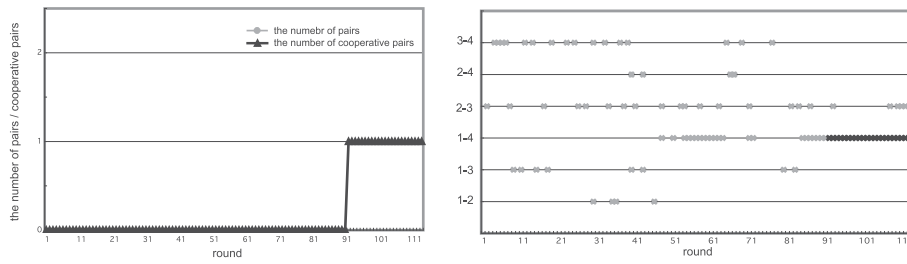 the numebr of pairs
the number of cooperative pairs
the number of pairs / cooperative pairs
2
1
0
1 11 21 31 41 51 61 71 81 91 101 111
round
3-4
2-4
2-3
1-4
1-3
1-2
1 11 21 31 41 51 61 71 81 91 101 11
round